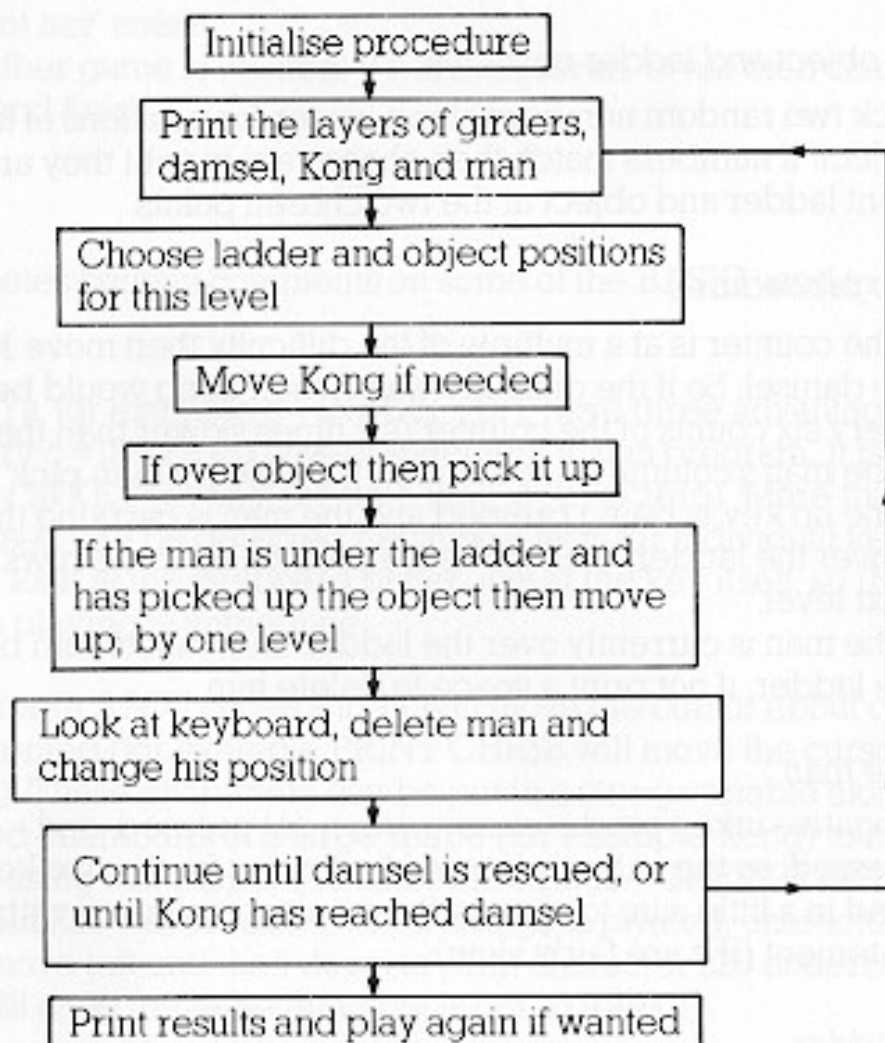 Initialise procedure
Print the layers of girders,
damsel, Kong and man
Choose ladder and object positions
for this level
Move Kong if needed
If over object then pick it up
If the man is under the ladder and
has picked up the object then move
up, by one level
Look at keyboard, delete man and
change his position
Continue until damsel is rescued, or
until Kong has reached damsel
Print results and play again if wanted